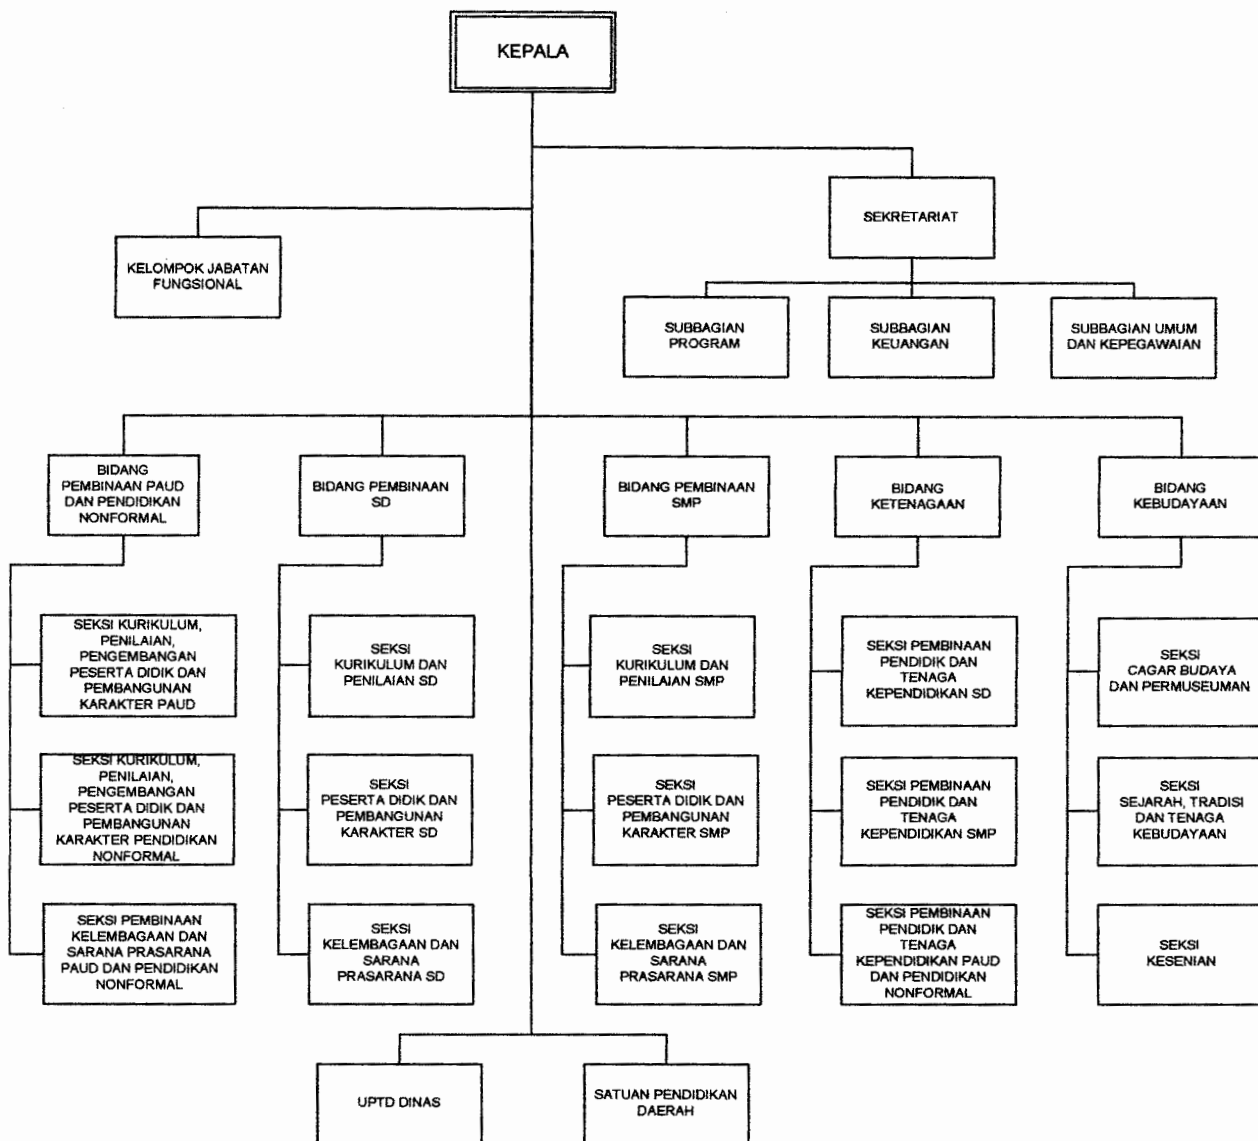 KEPALA
SEKRETARIAT
KELOMPOK JABATAN
FUNGSIONAL
SUBBAGIAN
PROGRAM
SUBBAGIAN
KEUANGAN
SUBBAGIAN UMUM
DAN KEPEGAWAIAN
BIDANG
PEMBINAAN PAUD
DAN PENDIDIKAN
NONFORMAL
BIDANG PEMBINAAN
SD
BIDANG PEMBINAAN
SMP
BIDANG
KETENAGAAN
BIDANG
KEBUDAYAAN
SEKSI KURIKULUM,
PENILAIAN,
PENGEMBANGAN
PESERTA DIDIK DAN
PEMBANGUNAN
KARAKTER PAUD
SEKSI
KURIKULUM DAN
PENILAIAN SD
SEKSI
KURIKULUM DAN
PENILAIAN SMP
SEKSI PEMBINAAN
PENDIDIK DAN
TENAGA
KEPENDIDIKAN SD
SEKSI
CAGAR BUDAYA
DAN PERMUSEUMAN
SEKSI KURIKULUM,
PENILAIAN,
PENGEMBANGAN
PESERTA DIDIK DAN
PEMBANGUNAN
KARAKTER PENDIDIKAN
NONFORMAL
SEKSI
PESERTA DIDIK DAN
PEMBANGUNAN
KARAKTER SD
SEKSI
PESERTA DIDIK DAN
PEMBANGUNAN
KARAKTER SMP
SEKSI PEMBINAAN
PENDIDIK DAN
TENAGA
KEPENDIDIKAN SMP
SEKSI
SEJARAH, TRADISI
DAN TENAGA
KEBUDAYAAN
SEKSI PEMBINAAN
KELEMBAGAAN DAN
SARANA PRASARANA
PAUD DAN PENDIDIKAN
NONFORMAL
SEKSI
KELEMBAGAAN DAN
SARANA
PRASARANA SD
SEKSI
KELEMBAGAAN DAN
SARANA
PRASARANA SMP
SEKSI PEMBINAAN
PENDIDIK DAN
TENAGA
KEPENDIDIKAN PAUD
DAN PENDIDIKAN
NONFORMAL
SEKSI
KESENIAN
UPTD DINAS
SATUAN PENDIDIKAN
DAERAH